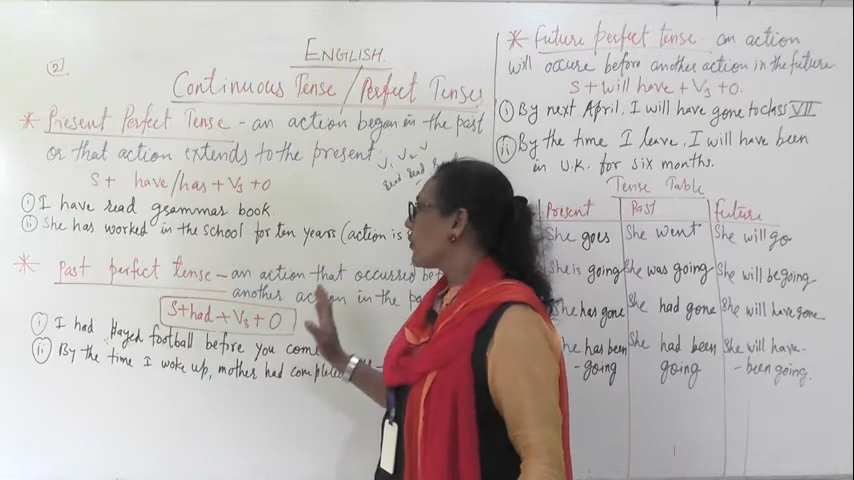 ENGLISH.
②
Continuous Tense / Perfect Tenses
* Present Perfect Tense - an action began in the past
or that action extends to the present.
V₁ V₂ V₃
Read Read
S + have/has + V₃ + O
ⓘ I have read grammar book.
ⓘⓘ She has worked in the school for ten years (action is
* Past perfect tense - an action that occurred
another action in the
S + had + V₃ + O
ⓘ I had played football before you come
ⓘⓘ By the time I woke up, mother had
* Future perfect tense - an action
will occure before another action in the future
S + will have + V₃ + O.
ⓘ By next April, I will have gone to class VII
ⓘⓘ By the time I leave, I will have been
in U.K. for six months.
Tense Table
Present Past Future
She goes She went She will go
She is going She was going She will be going
She has gone She had gone She will have gone
She has been She had been She will have
- going going - been going.